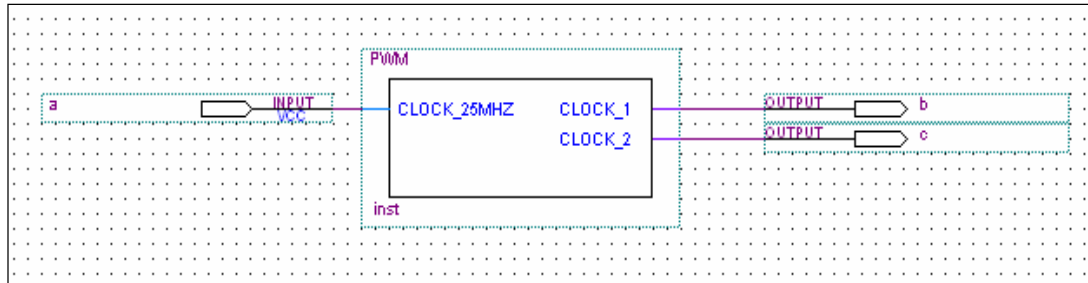 PWM
a INPUT CLOCK_25MHZ CLOCK_1 OUTPUT b
VCC
CLOCK_2 OUTPUT c
inst